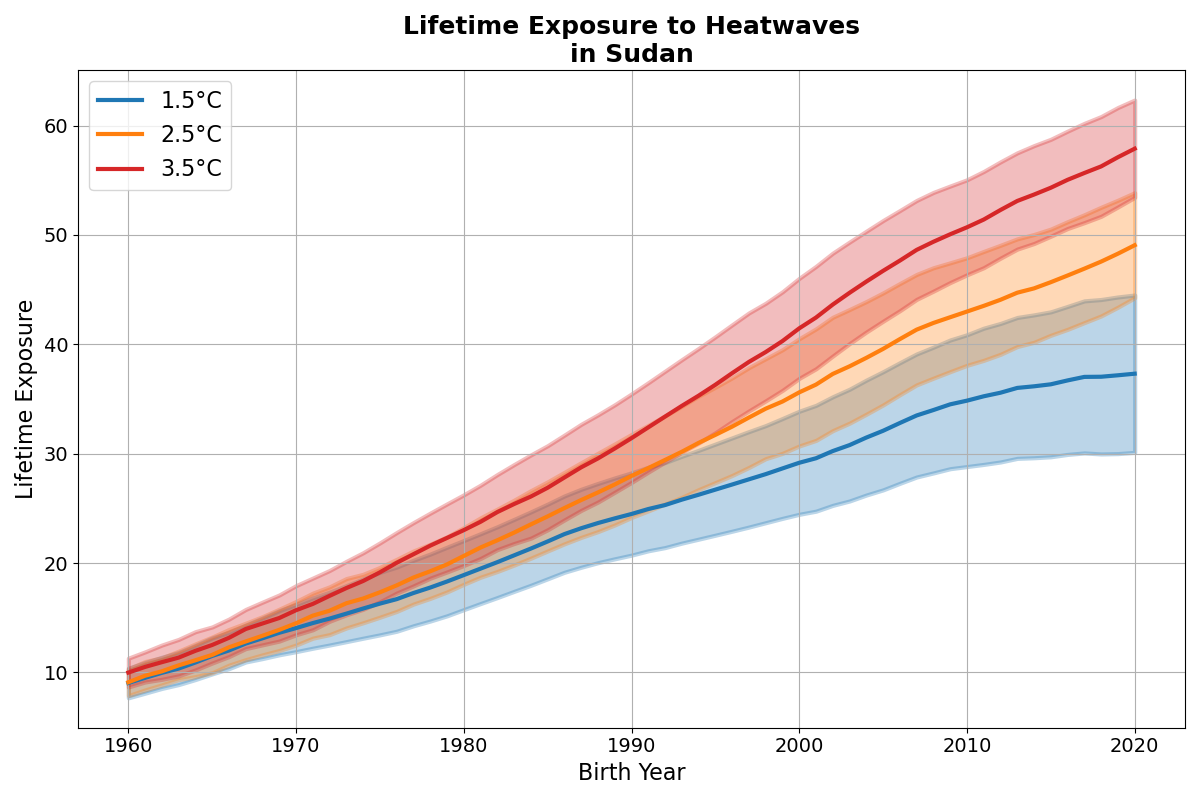 Lifetime Exposure to Heatwaves
in Sudan
1.5°C
2.5°C
3.5°C
Lifetime Exposure
60
50
40
30
20
10
1960 1970 1980 1990 2000 2010 2020
Birth Year